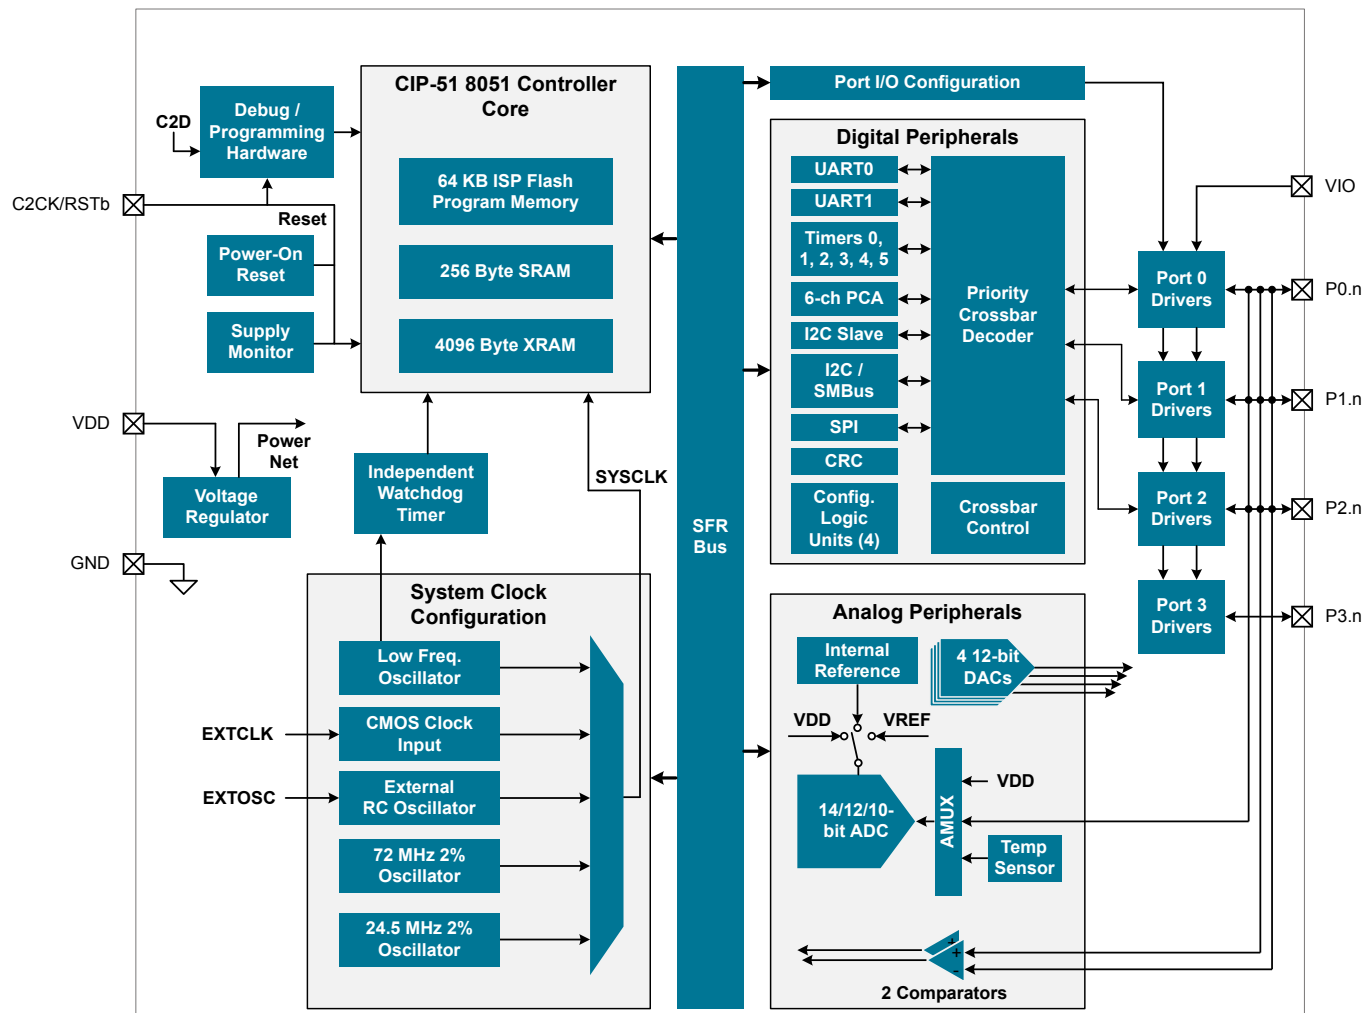 CIP-51 8051 Controller
Core
64 KB ISP Flash
Program Memory
256 Byte SRAM
4096 Byte XRAM
C2D
Debug /
Programming
Hardware
C2CK/RSTb
Reset
Power-On
Reset
Supply
Monitor
VDD
Power
Net
Voltage
Regulator
GND
Independent
Watchdog
Timer
SYSCLK
System Clock
Configuration
Low Freq.
Oscillator
EXTCLK
CMOS Clock
Input
EXTOSC
External
RC Oscillator
72 MHz 2%
Oscillator
24.5 MHz 2%
Oscillator
SFR
Bus
Port I/O Configuration
Digital Peripherals
UART0
UART1
Timers 0,
1, 2, 3, 4, 5
6-ch PCA
I2C Slave
I2C /
SMBus
SPI
CRC
Config.
Logic
Units (4)
Priority
Crossbar
Decoder
Crossbar
Control
Analog Peripherals
Internal
Reference
4 12-bit
DACs
VDD
VREF
14/12/10-
bit ADC
AMUX
VDD
Temp
Sensor
+
+
-
2 Comparators
Port 0
Drivers
Port 1
Drivers
Port 2
Drivers
Port 3
Drivers
VIO
P0.n
P1.n
P2.n
P3.n